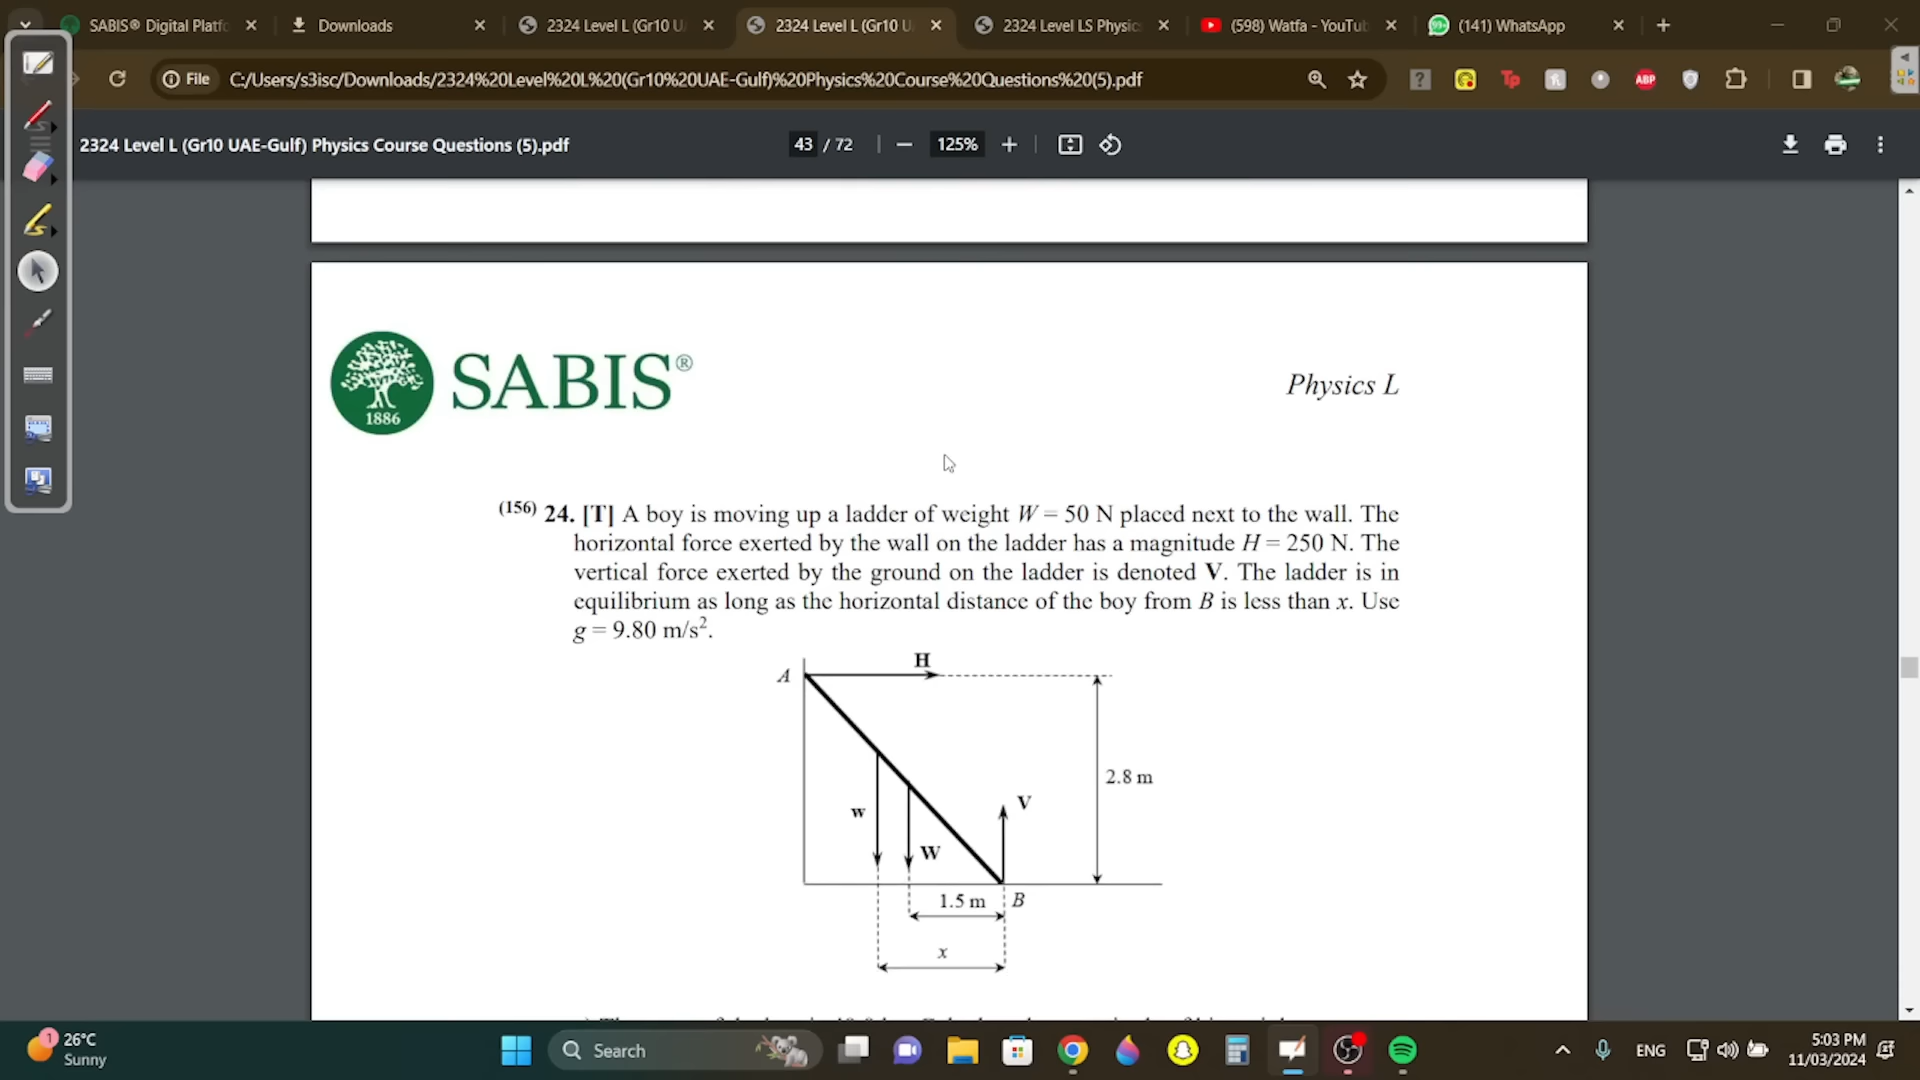 SABIS® Digital Platfo
Downloads
2324 Level L (Gr10 U
2324 Level L (Gr10 U
2324 Level LS Physic
(598) Watfa - YouTub
99+ (141) WhatsApp
File C:/Users/s3isc/Downloads/2324%20Level%20L%20(Gr10%20UAE-Gulf)%20Physics%20Course%20Questions%20(5).pdf
? Tp ABP
2324 Level L (Gr10 UAE-Gulf) Physics Course Questions (5).pdf
43 / 72
125%
SABIS®
1886
Physics L
(156) 24. [T] A boy is moving up a ladder of weight W = 50 N placed next to the wall. The
horizontal force exerted by the wall on the ladder has a magnitude H = 250 N. The
vertical force exerted by the ground on the ladder is denoted V. The ladder is in
equilibrium as long as the horizontal distance of the boy from B is less than x. Use
g = 9.80 m/s².
H
A
2.8 m
V
w
W
1.5 m
B
x
1
26°C
Sunny
Search
ENG
5:03 PM
11/03/2024